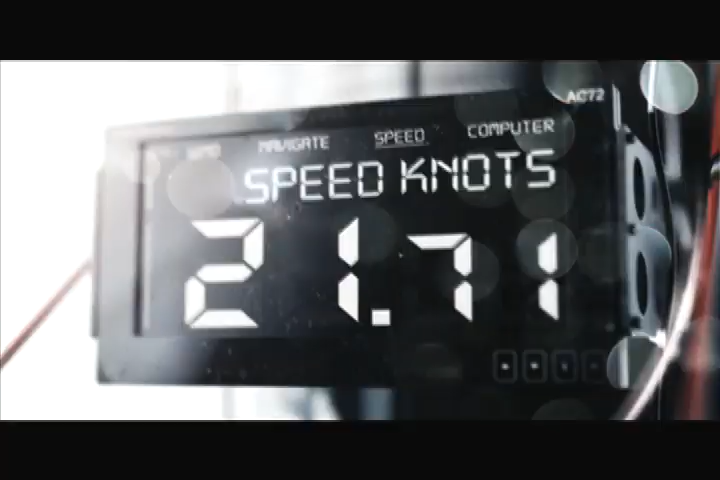 AC72
NAVIGATE SPEED COMPUTER
SPEED KNOTS
21.71